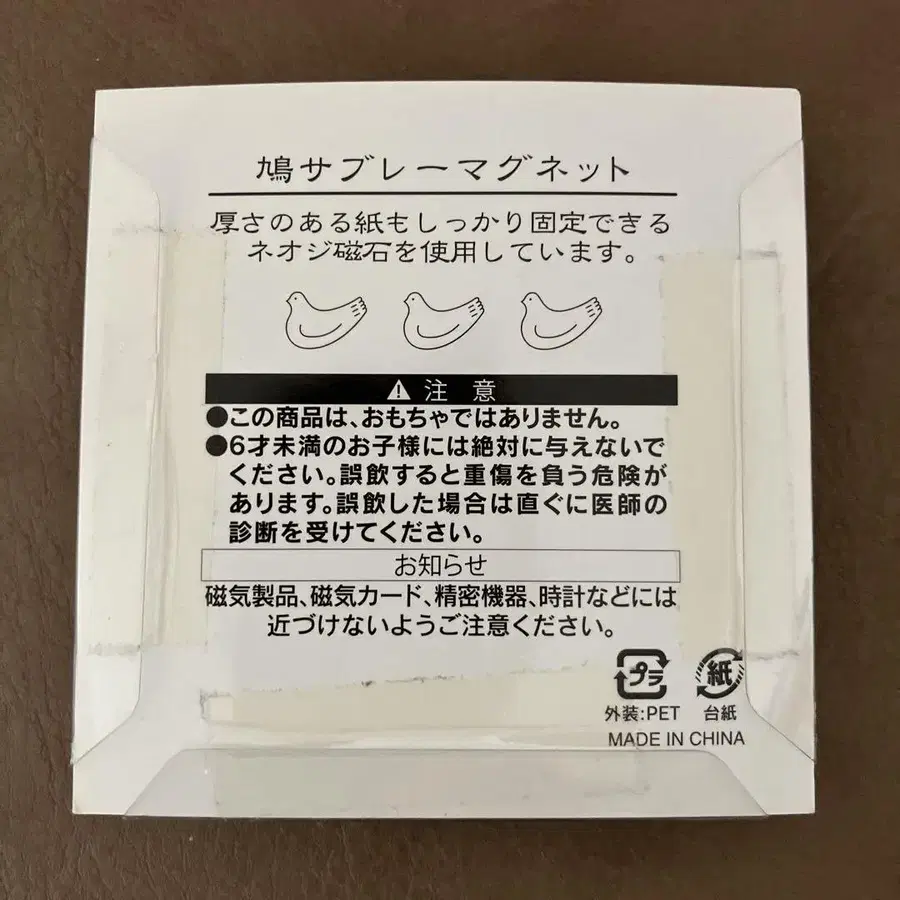 鳩サブレーマグネット
厚さのある紙もしっかり固定できる
ネオジ磁石を使用しています。
注 意
●この商品は、おもちゃではありません。
●6才未満のお子様には絶対に与えないで
ください。誤飲すると重傷を負う危険が
あります。誤飲した場合は直ぐに医師の
診断を受けてください。
お知らせ
磁気製品、磁気カード、精密機器、時計などには
近づけないようご注意ください。
プラ 紙
外装:PET 台紙
MADE IN CHINA